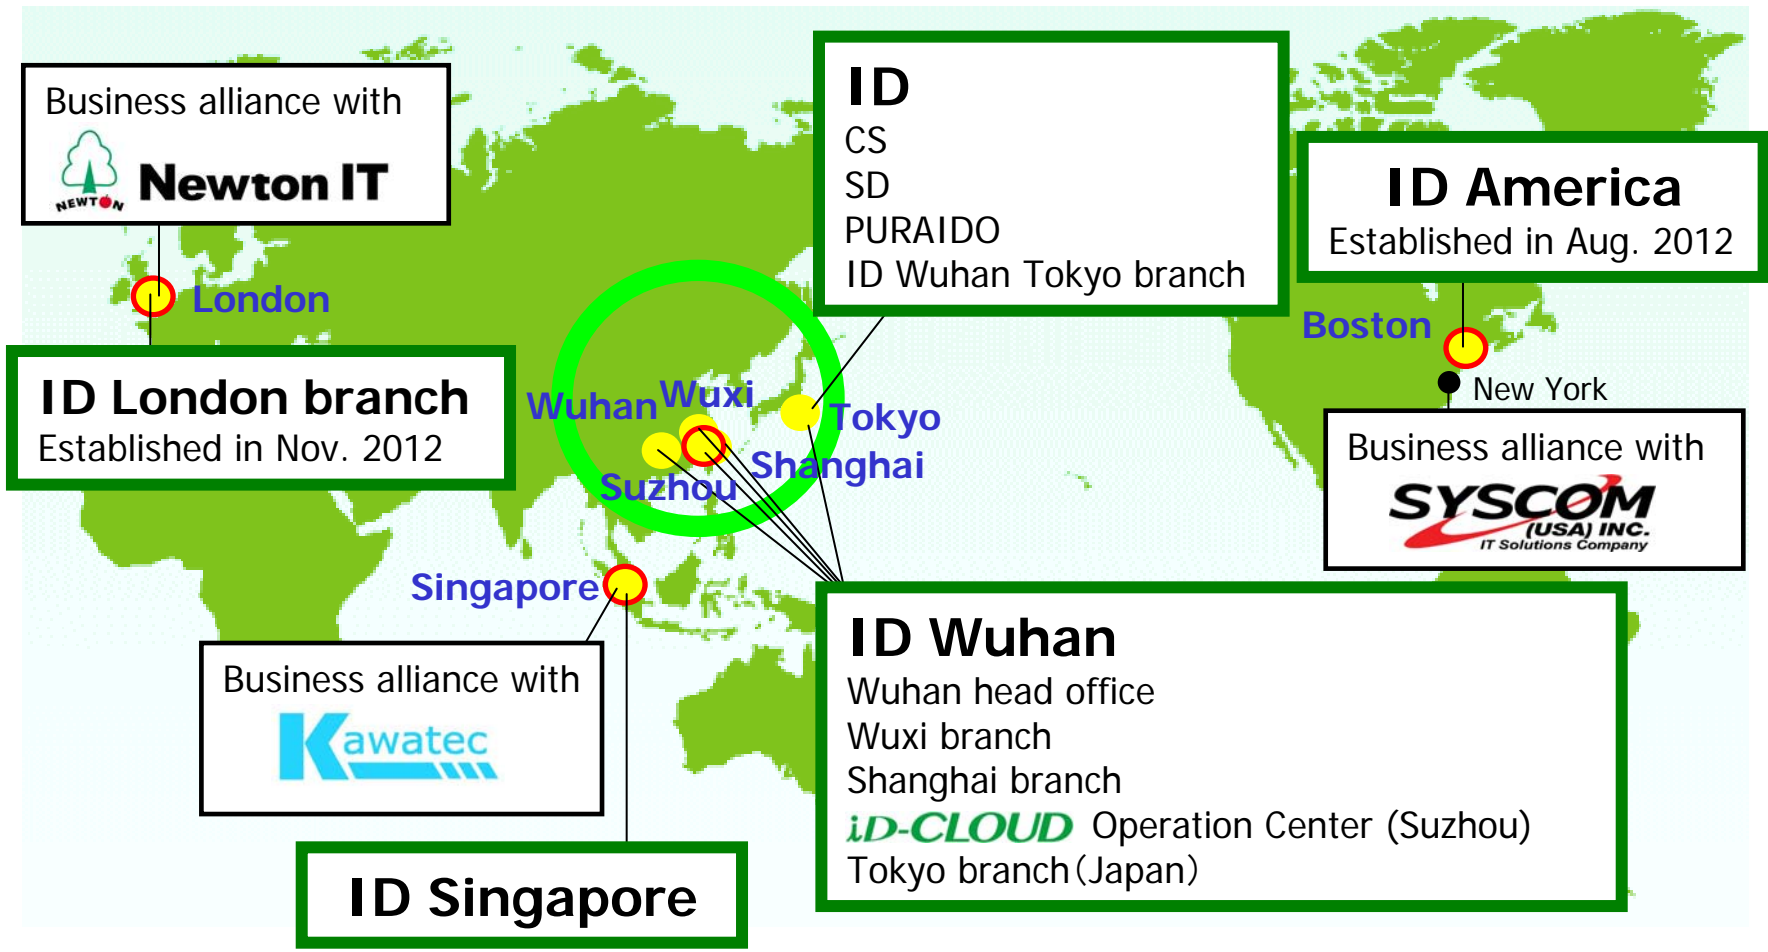 Business alliance with
NEWTON
Newton IT
London
ID London branch
Established in Nov. 2012
ID
CS
SD
PURAIDO
ID Wuhan Tokyo branch
ID America
Established in Aug. 2012
Boston
New York
Business alliance with
SYSCOM
(USA) INC.
IT Solutions Company
Wuhan
Wuxi
Tokyo
Shanghai
Suzhou
Singapore
Business alliance with
Kawatec
ID Singapore
ID Wuhan
Wuhan head office
Wuxi branch
Shanghai branch
iD-CLOUD Operation Center (Suzhou)
Tokyo branch（Japan）